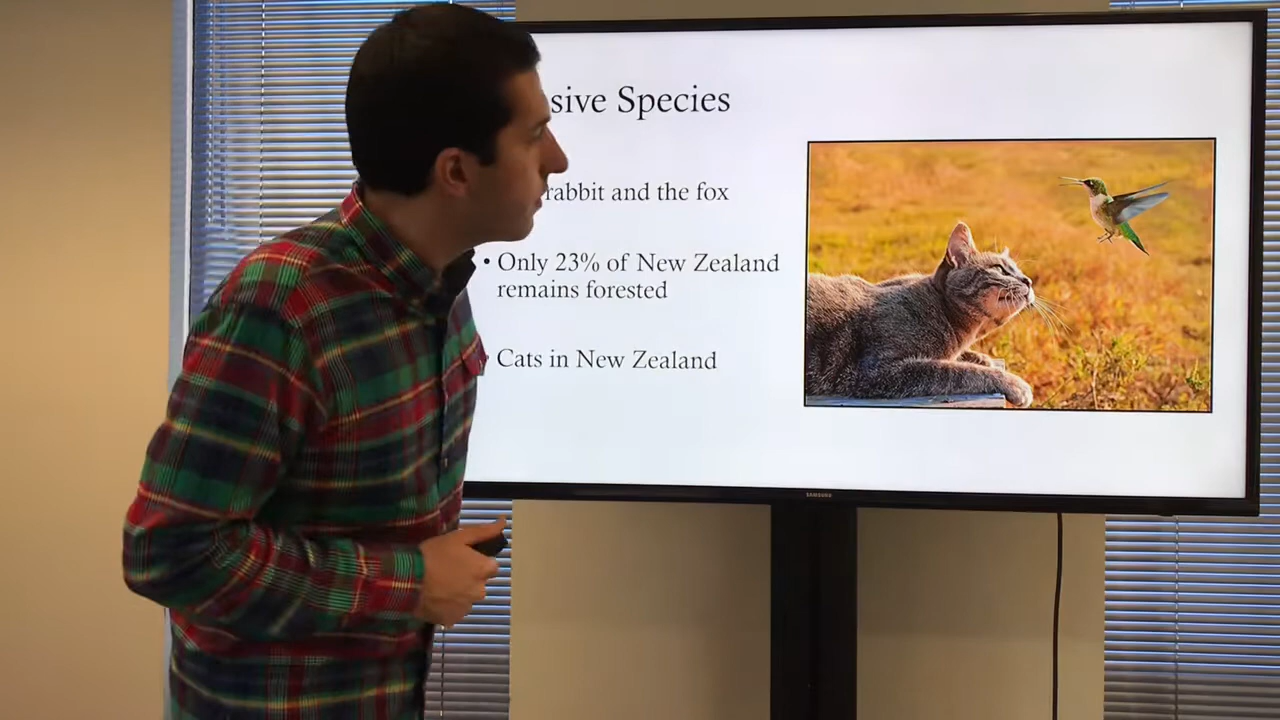 sive Species
rabbit and the fox
• Only 23% of New Zealand
remains forested
• Cats in New Zealand
SAMSUNG